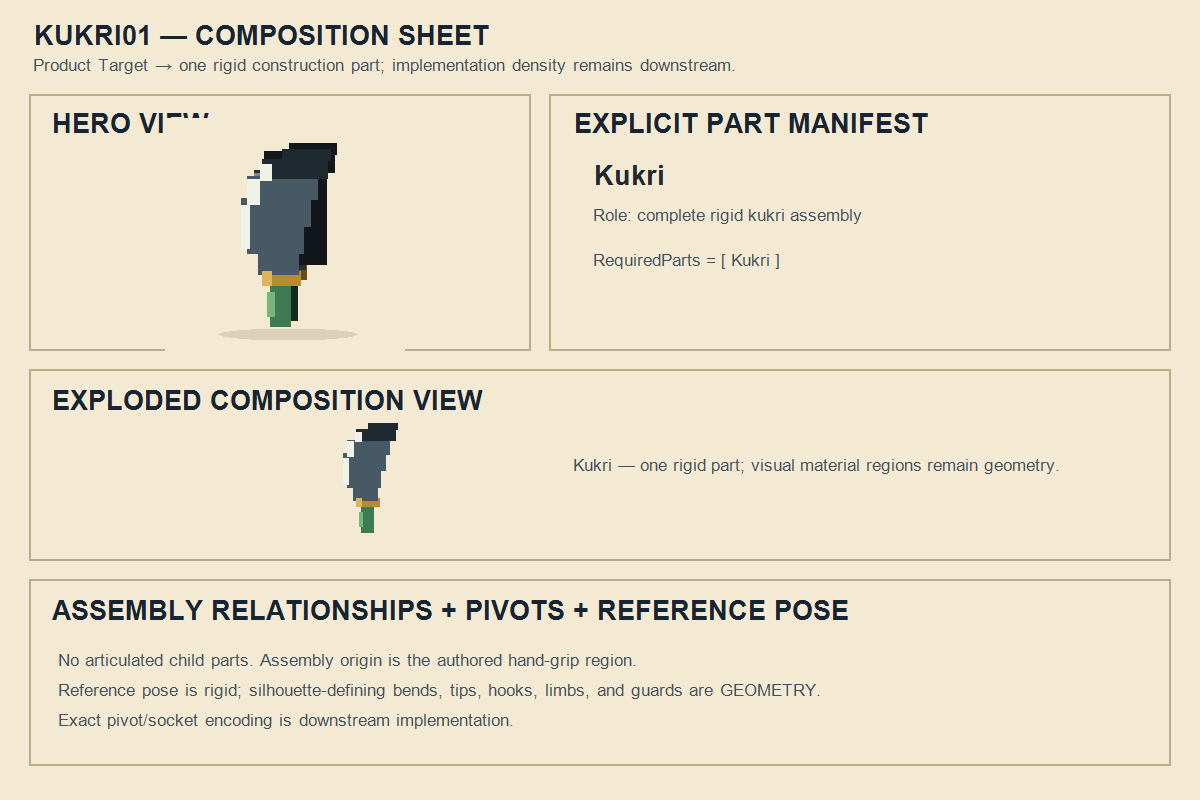 KUKRI01 — COMPOSITION SHEET
Product Target → one rigid construction part; implementation density remains downstream.
HERO VIEW
EXPLICIT PART MANIFEST
Kukri
Role: complete rigid kukri assembly
RequiredParts = [ Kukri ]
EXPLODED COMPOSITION VIEW
Kukri — one rigid part; visual material regions remain geometry.
ASSEMBLY RELATIONSHIPS + PIVOTS + REFERENCE POSE
No articulated child parts. Assembly origin is the authored hand-grip region.
Reference pose is rigid; silhouette-defining bends, tips, hooks, limbs, and guards are GEOMETRY.
Exact pivot/socket encoding is downstream implementation.